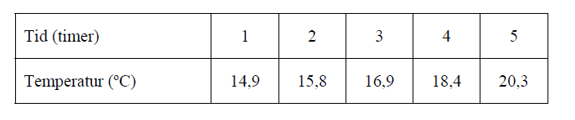 Tid (timer) 1 2 3 4 5
Temperatur (°C) 14,9 15,8 16,9 18,4 20,3